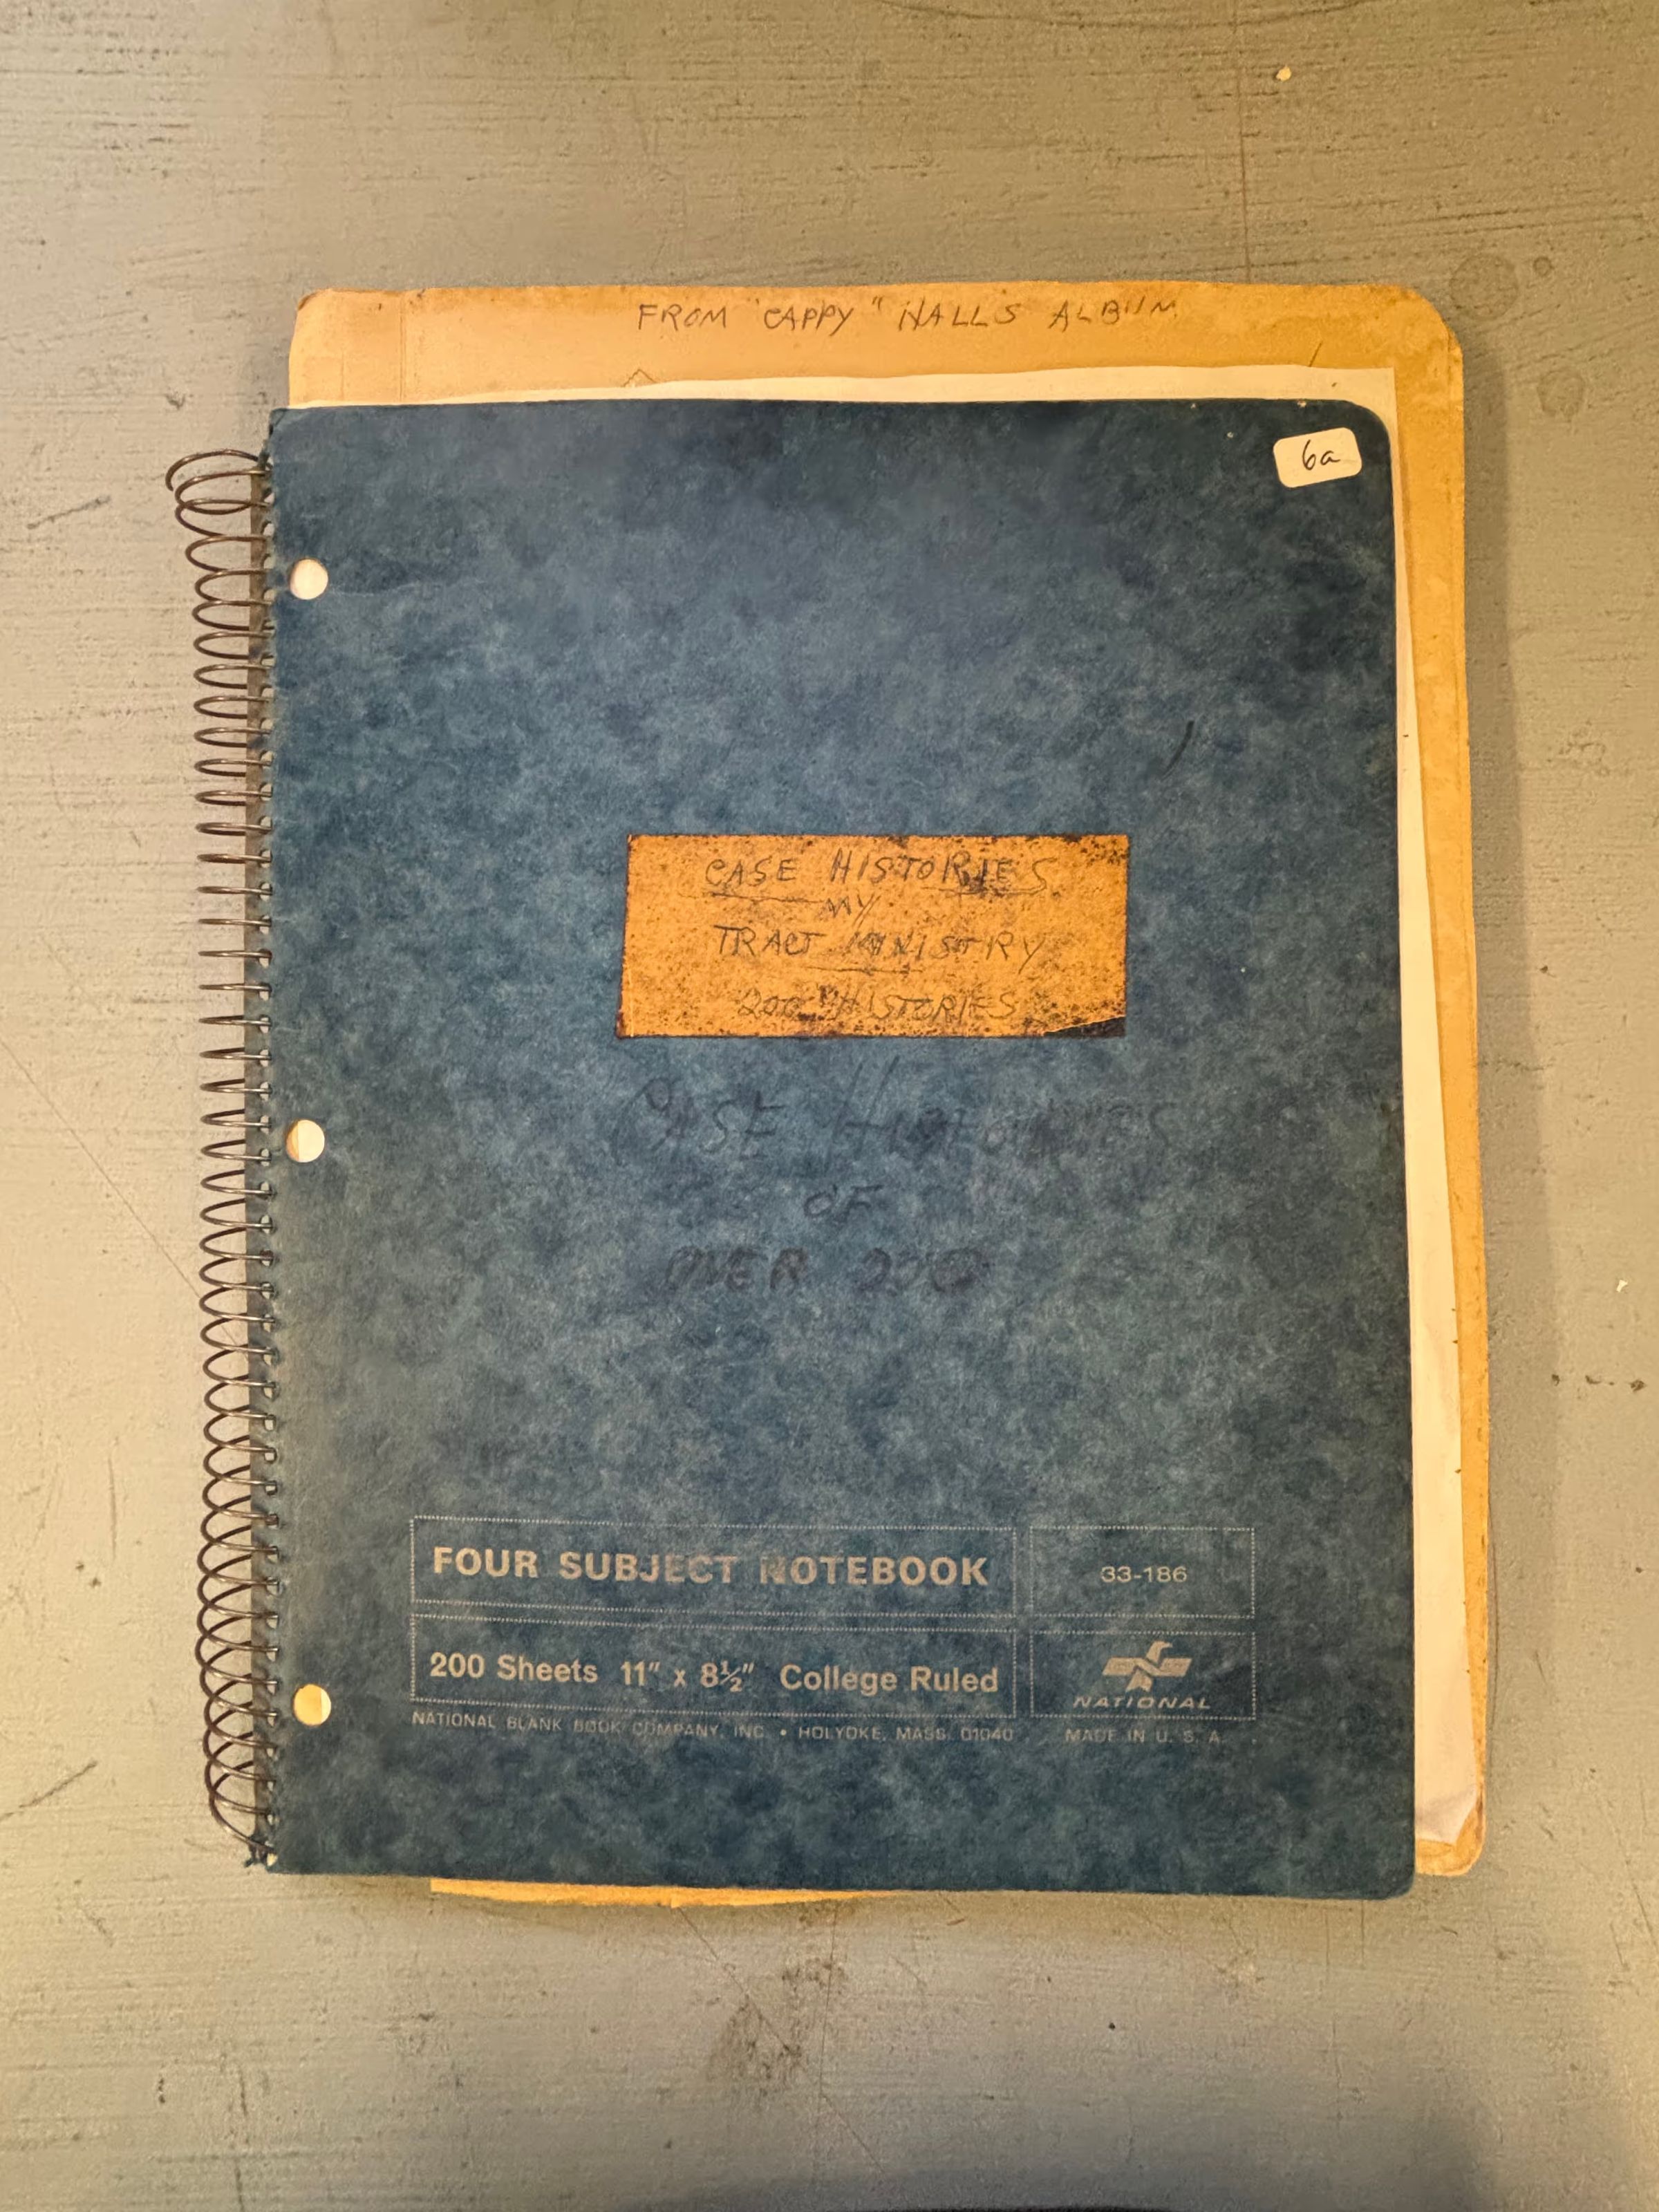 FROM "CAPPY" HALLS ALBUM
6a
CASE HISTORIES
MY
TRACT MINISTRY
200 HISTORIES
CASE HISTORIES
OF
OVER 200
FOUR SUBJECT NOTEBOOK
33-186
200 Sheets 11" x 8½" College Ruled
NATIONAL
NATIONAL BLANK BOOK COMPANY, INC. • HOLYOKE, MASS. 01040
MADE IN U. S. A.